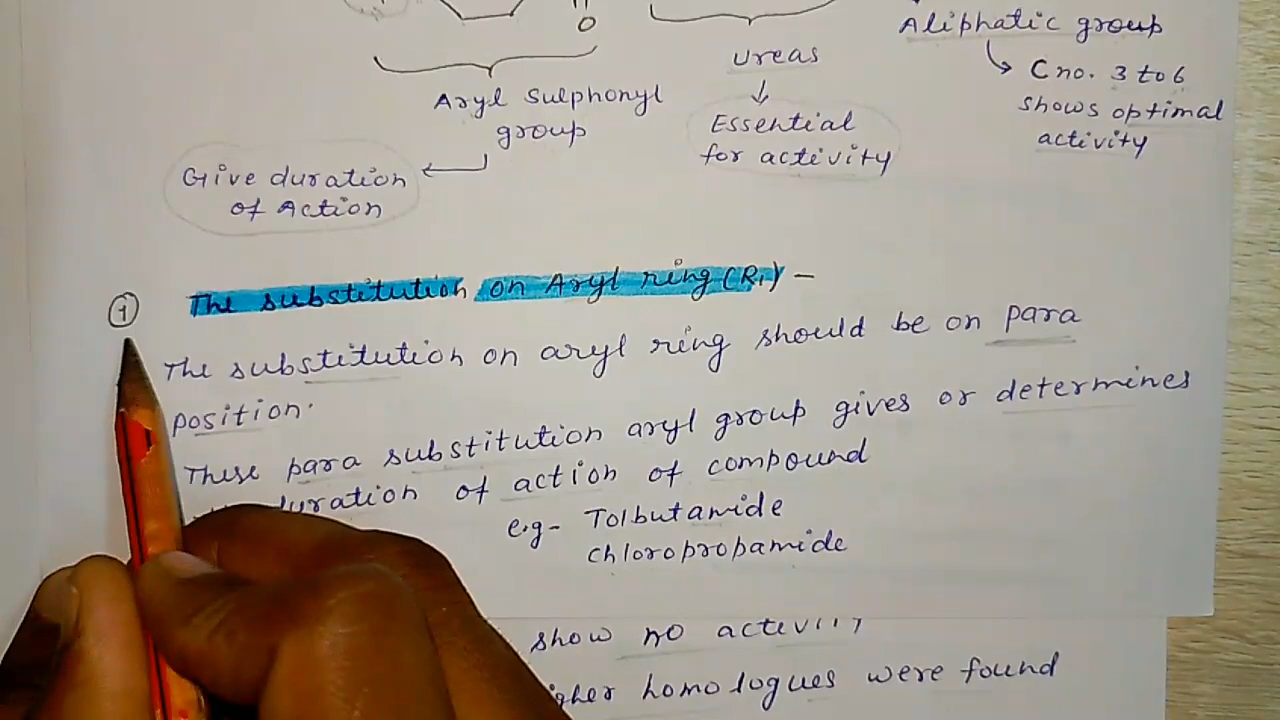 O
Aryl Sulphonyl
group
Give duration
of Action
Ureas
Essential
for activity
Aliphatic group
C no. 3 to 6
shows optimal
activity
1 The substitution on Aryl ring (R1) –
The substitution on aryl ring should be on para
position.
These para substitution aryl group gives or determines
duration of action of compound
e.g- Tolbutamide
chloropropamide
show no activity
homologues were found